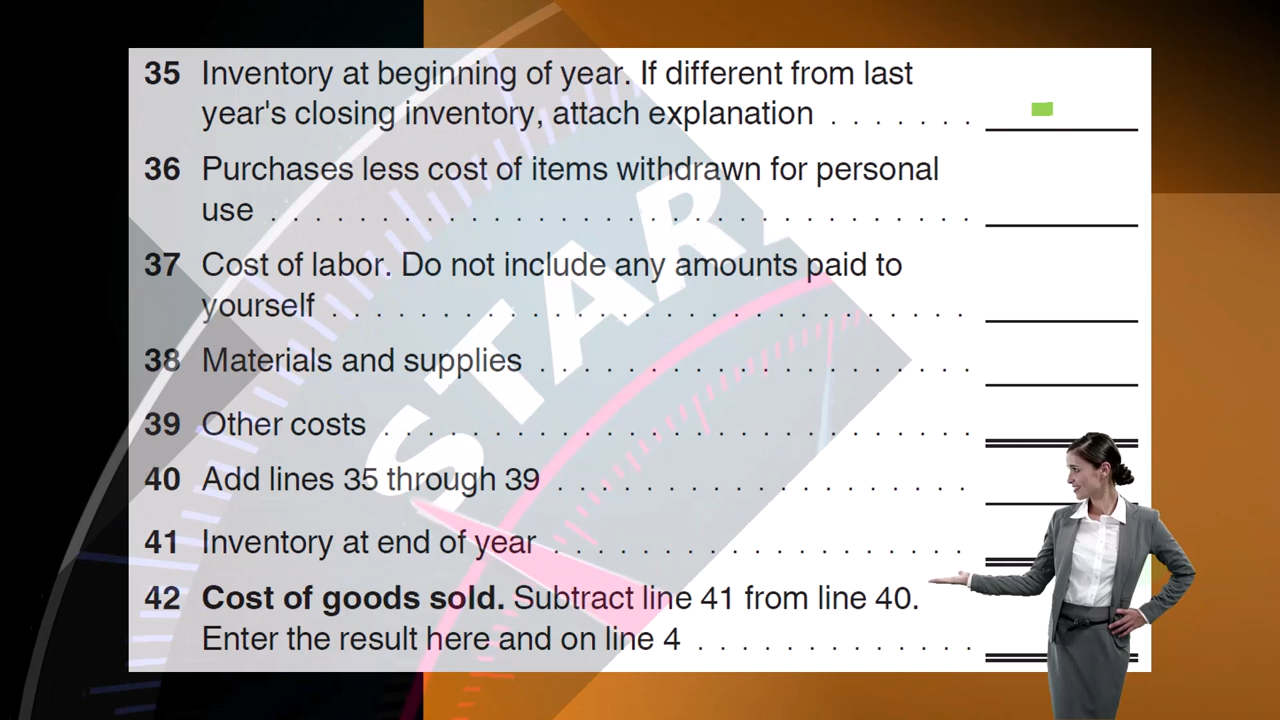 35 Inventory at beginning of year. If different from last
year's closing inventory, attach explanation . . . . . . .
36 Purchases less cost of items withdrawn for personal
use . . . . . . . . . . . . . . . . . . . . . . . . . .
37 Cost of labor. Do not include any amounts paid to
yourself . . . . . . . . . . . . . . . . . . . . . . . .
38 Materials and supplies . . . . . . . . . . . . . . . .
39 Other costs . . . . . . . . . . . . . . . . . . . . . .
40 Add lines 35 through 39 . . . . . . . . . . . . . . .
41 Inventory at end of year . . . . . . . . . . . . . . .
42 Cost of goods sold. Subtract line 41 from line 40.
Enter the result here and on line 4 . . . . . . . . . . .
START